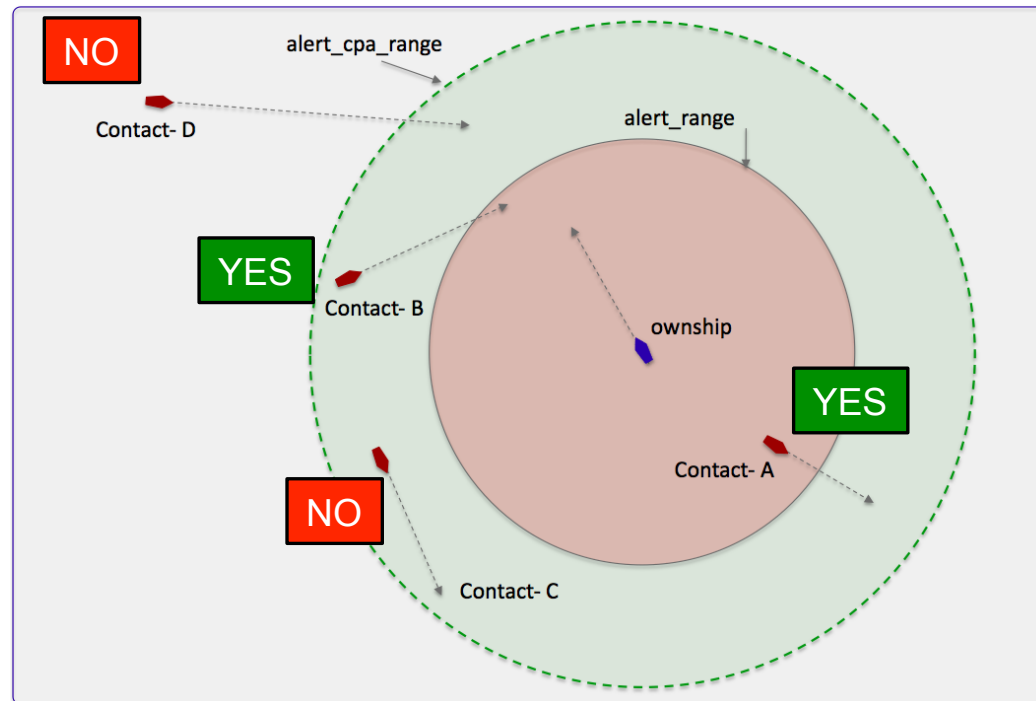 NO
alert_cpa_range
Contact- D
alert_range
YES
Contact- B
ownship
YES
Contact- A
NO
Contact- C